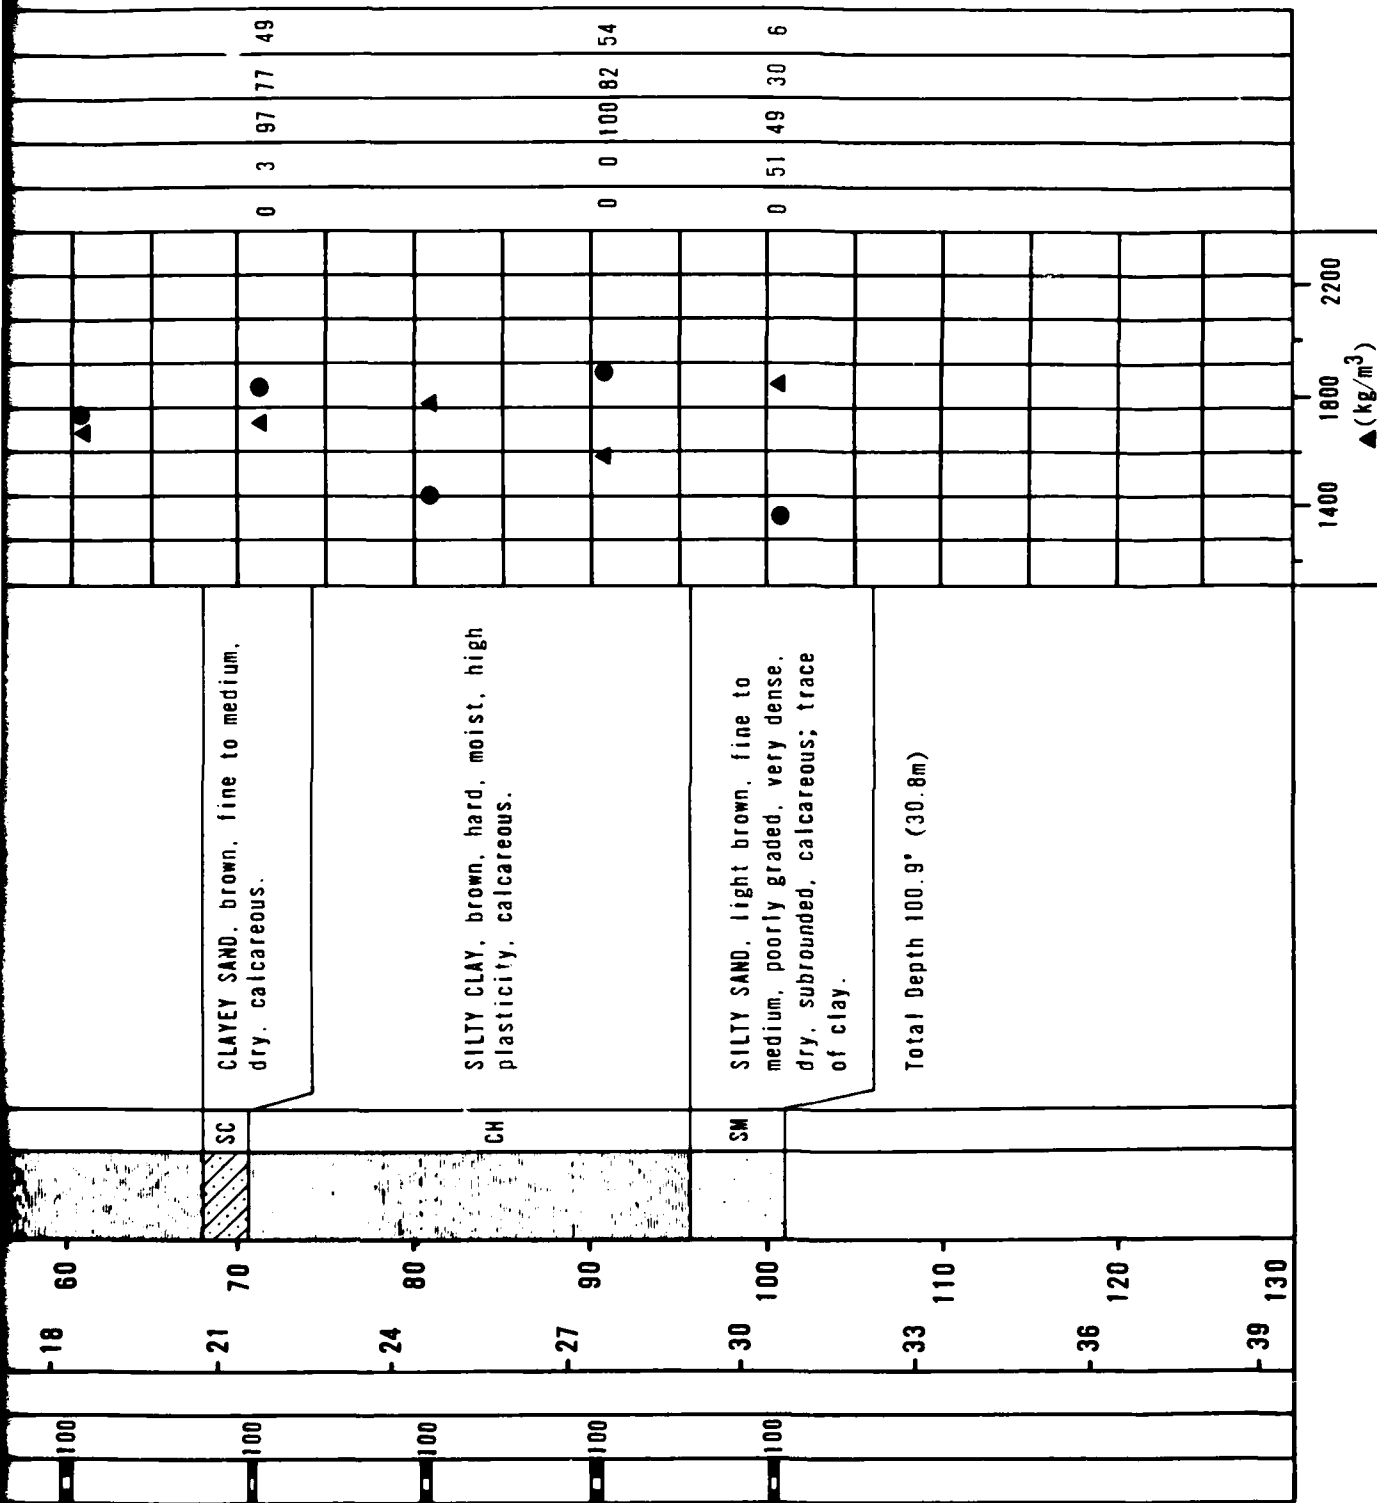 100
100
100
100
100
18
21
24
27
30
33
36
39
60
70
80
90
100
110
120
130
SC
CH
SM
CLAYEY SAND, brown, fine to medium,
dry, calcareous.
SILTY CLAY, brown, hard, moist, high
plasticity, calcareous.
SILTY SAND, light brown, fine to
medium, poorly graded, very dense,
dry, subrounded, calcareous; trace
of clay.
Total Depth 100.9' (30.8m)
1400 1800 2200
▲(kg/m³)
0 3 97 77 49
0 0 100 82 54
0 51 49 30 6